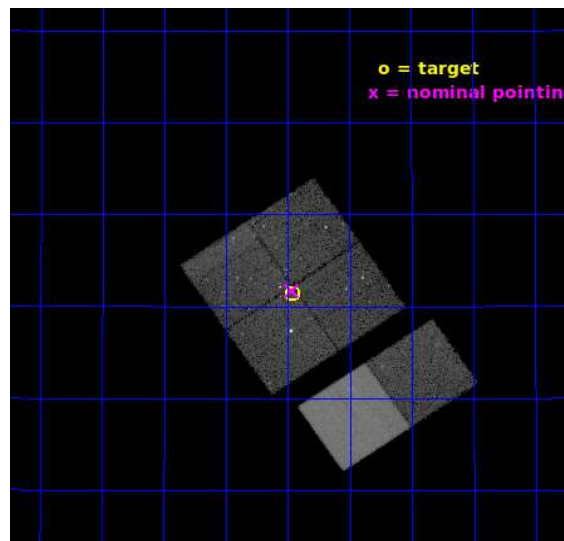 o = target
x = nominal pointin